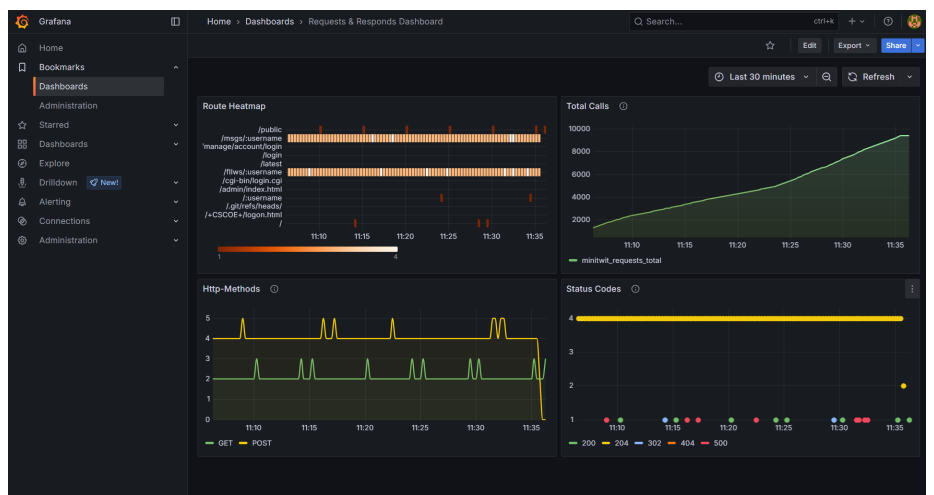 Grafana
Home › Dashboards › Requests & Responds Dashboard
Search...
ctrl+k
Home
Bookmarks
Dashboards
Administration
Starred
Dashboards
Explore
Drilldown
New!
Alerting
Connections
Administration
Edit
Export
Share
Last 30 minutes
Refresh
Route Heatmap
/public
/msgs/:username
'manage/account/login
/login
/latest
/fllws/:username
/cgi-bin/login.cgi
/admin/index.html
/:username
/.git/refs/heads/
/+CSCOE+/logon.html
/
11:10 11:15 11:20 11:25 11:30 11:35
1 4
Total Calls
10000
8000
6000
4000
2000
11:10 11:15 11:20 11:25 11:30 11:35
minitwit_requests_total
Http-Methods
5
4
3
2
1
0
11:10 11:15 11:20 11:25 11:30 11:35
GET POST
Status Codes
4
3
2
1
11:10 11:15 11:20 11:25 11:30 11:35
200 204 302 404 500